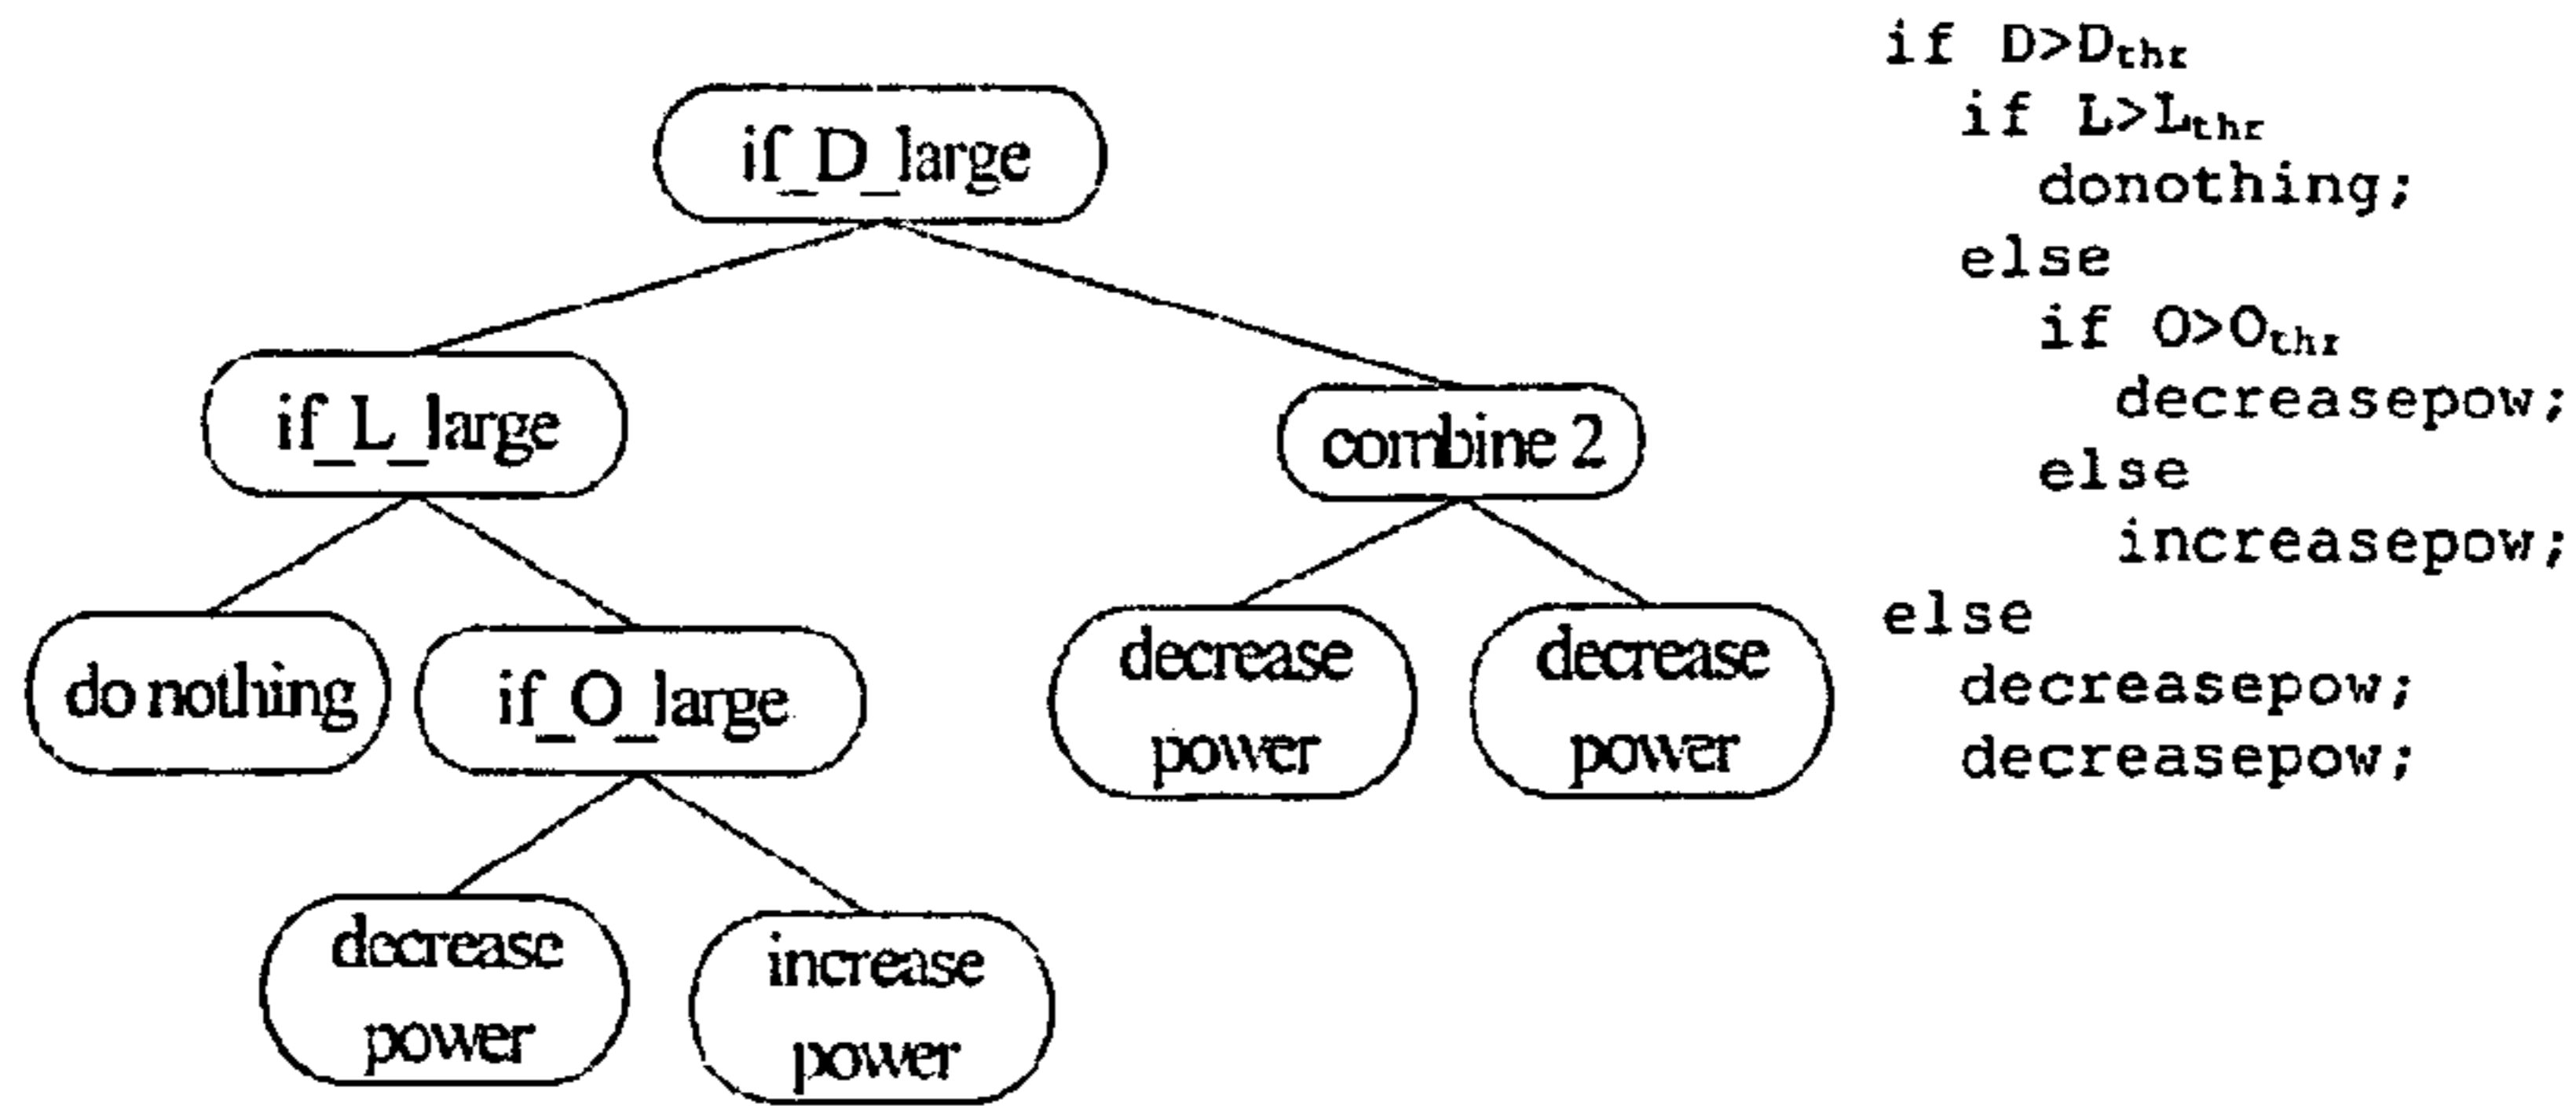 if_D_large
if_L_large
combine 2
do nothing
if_O_large
decrease
power
decrease
power
decrease
power
increase
power
if D>Dthr
if L>Lthr
donothing;
else
if O>Othr
decreasepow;
else
increasepow;
else
decreasepow;
decreasepow;